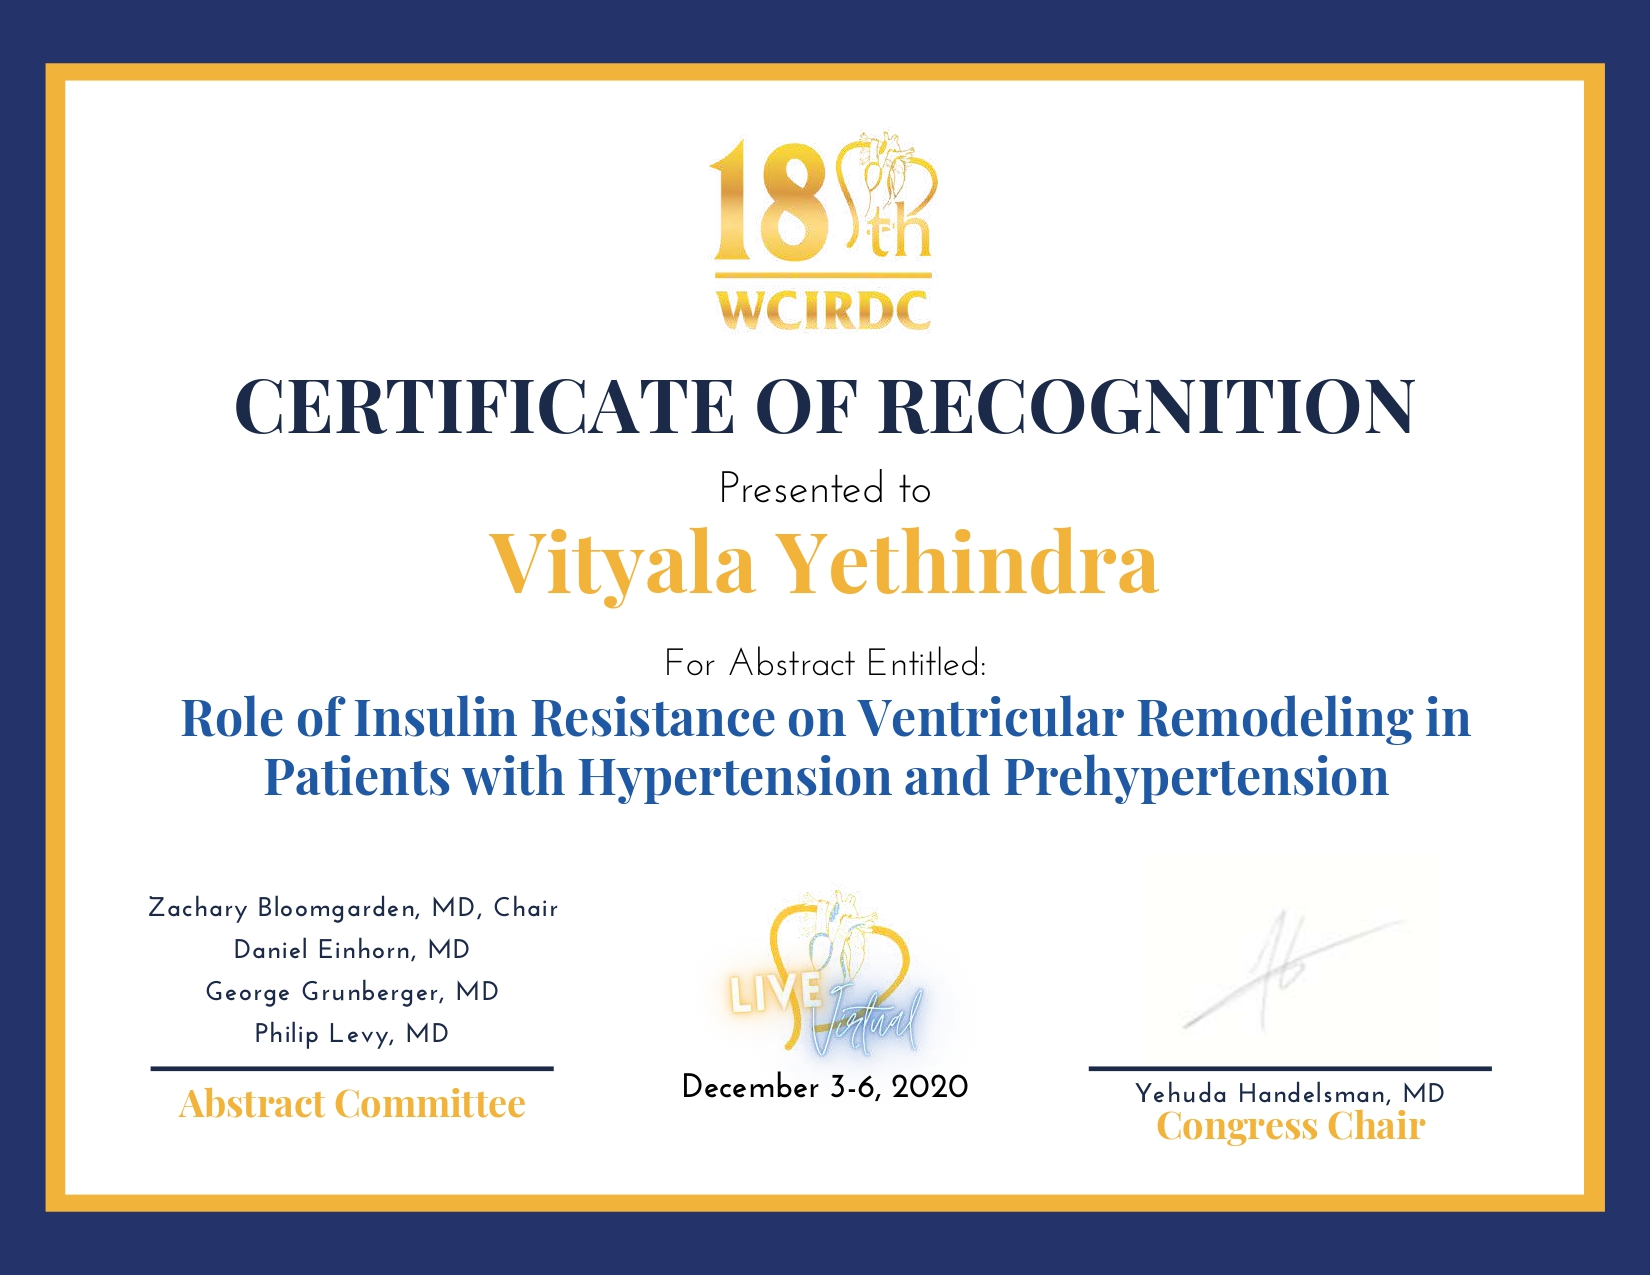 18th
WCIRDC
CERTIFICATE OF RECOGNITION
Presented to
Vityala Yethindra
For Abstract Entitled:
Role of Insulin Resistance on Ventricular Remodeling in
Patients with Hypertension and Prehypertension
Zachary Bloomgarden, MD, Chair
Daniel Einhorn, MD
George Grunberger, MD
Philip Levy, MD
Abstract Committee
LIVE
Virtual
December 3-6, 2020
Yehuda Handelsman, MD
Congress Chair